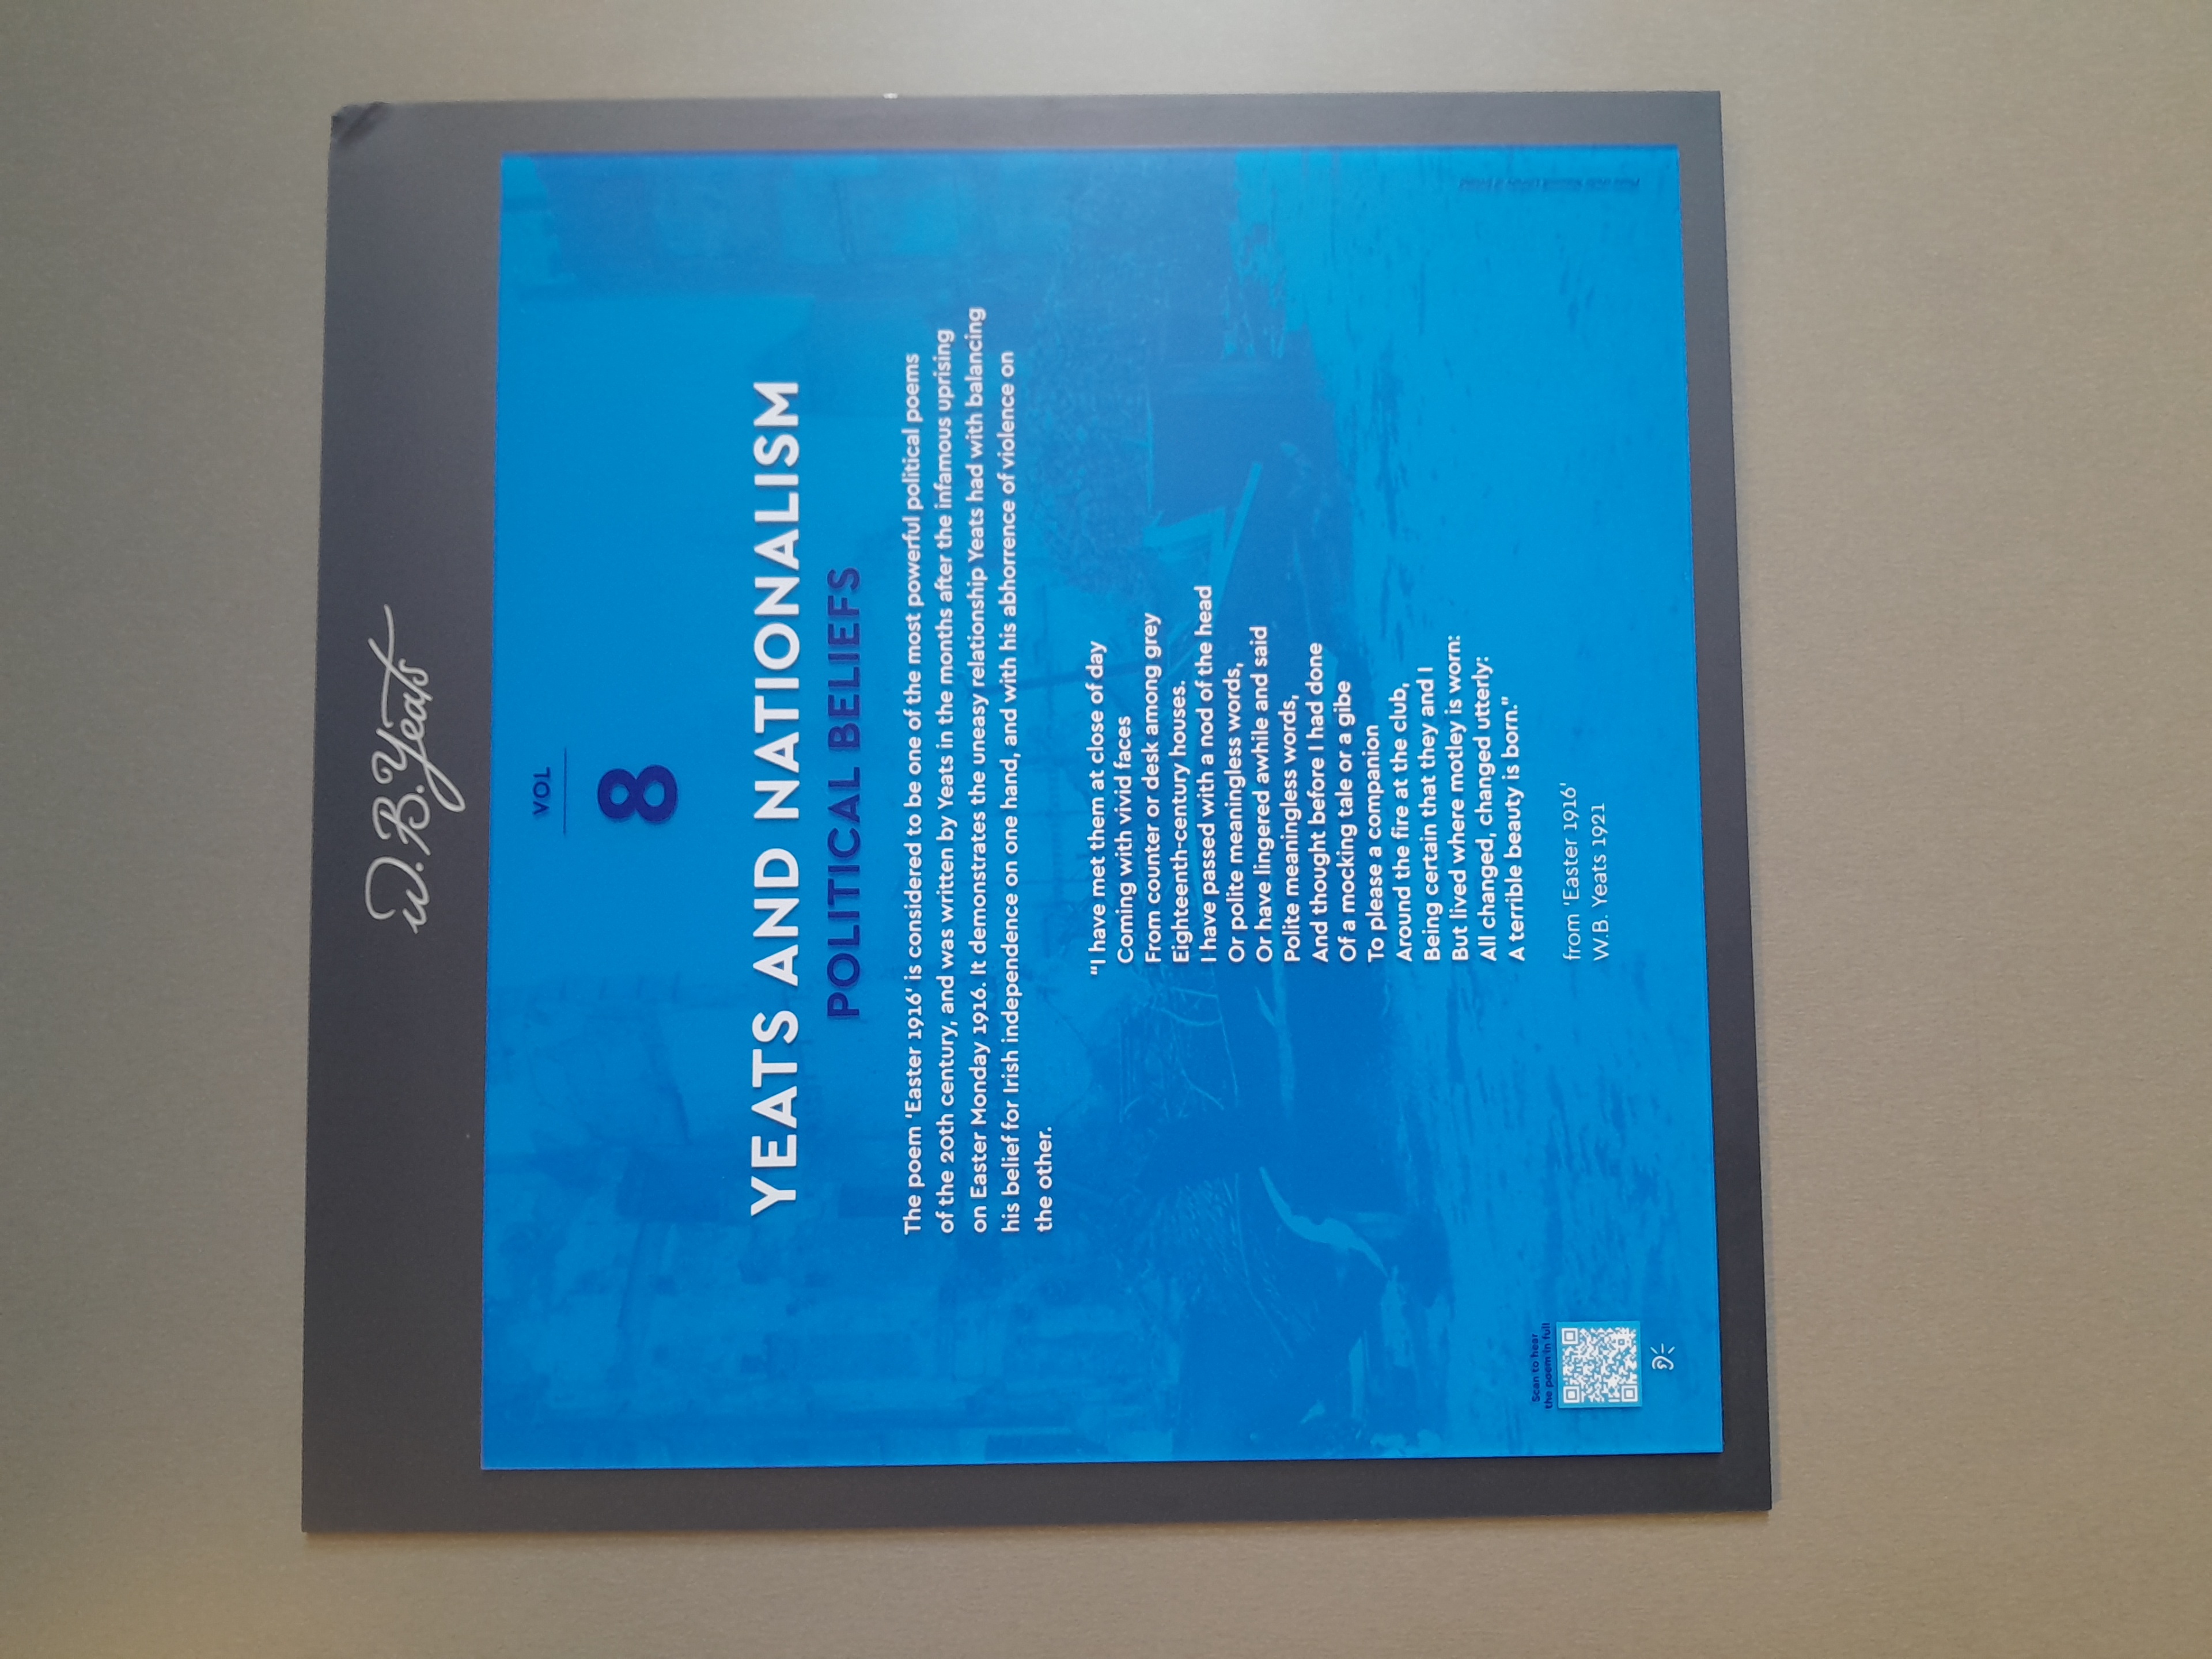 W.B.Yeats
VOL
8
YEATS AND NATIONALISM
POLITICAL BELIEFS
The poem 'Easter 1916' is considered to be one of the most powerful political poems
of the 20th century, and was written by Yeats in the months after the infamous uprising
on Easter Monday 1916. It demonstrates the uneasy relationship Yeats had with balancing
his belief for Irish independence on one hand, and with his abhorrence of violence on
the other.
"I have met them at close of day
Coming with vivid faces
From counter or desk among grey
Eighteenth-century houses.
I have passed with a nod of the head
Or polite meaningless words,
Or have lingered awhile and said
Polite meaningless words,
And thought before I had done
Of a mocking tale or a gibe
To please a companion
Around the fire at the club,
Being certain that they and I
But lived where motley is worn:
All changed, changed utterly:
A terrible beauty is born."
from 'Easter 1916'
W.B. Yeats 1921
Scan to hear
the poem in full